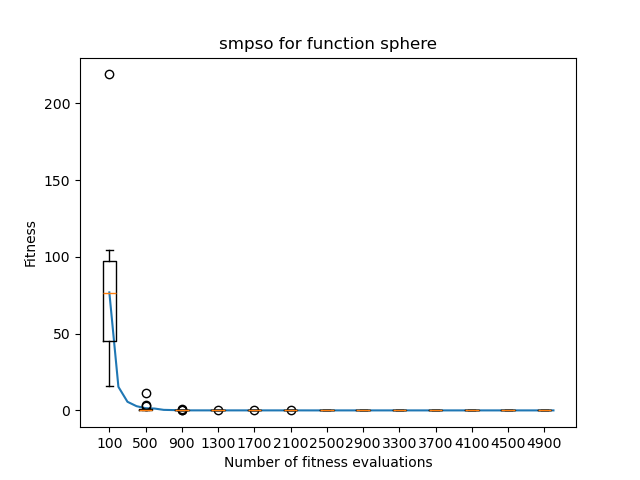 smpso for function sphere
200
150
100
50
0
Fitness
100 500 900 1300 1700 2100 2500 2900 3300 3700 4100 4500 4900
Number of fitness evaluations